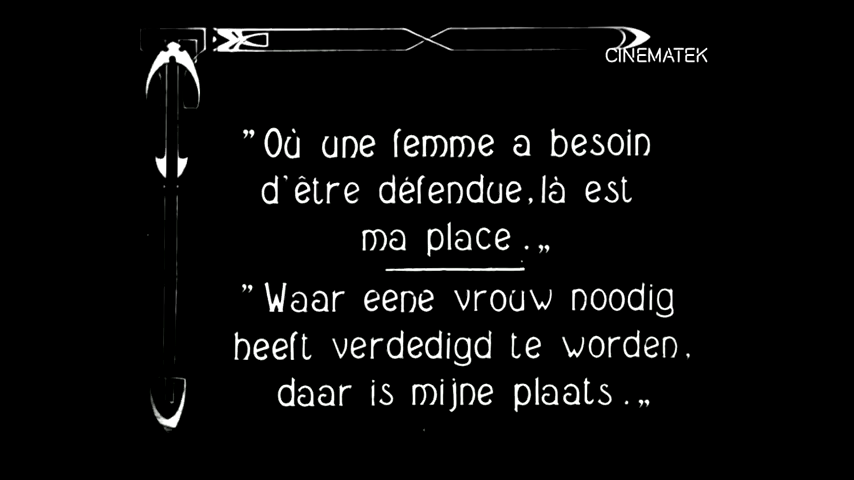 CINEMATEK
"Où une femme a besoin
d'être défendue, là est
ma place.„
"Waar eene vrouw noodig
heeft verdedigd te worden.
daar is mijne plaats.„